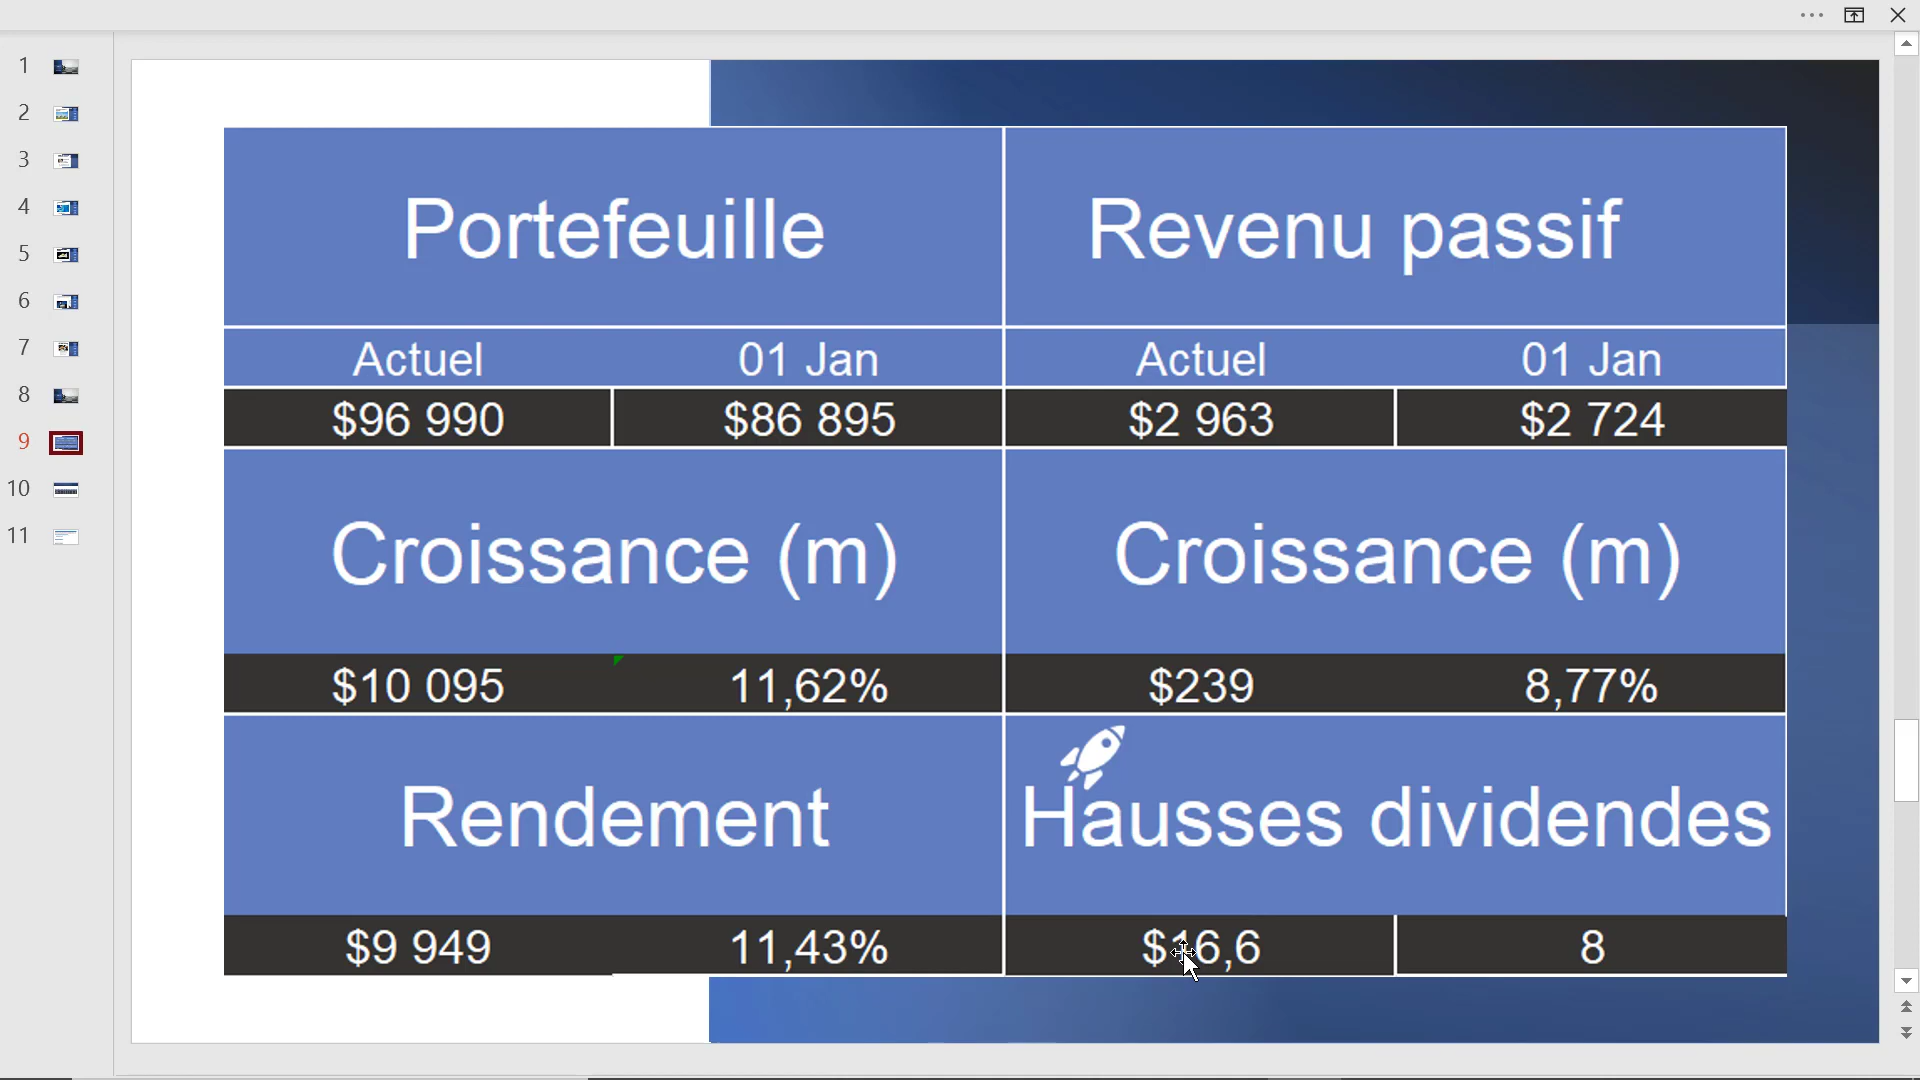 1
2
3
4
5
6
7
8
9
10
11
Portefeuille Revenu passif
Actuel 01 Jan Actuel 01 Jan
$96 990 $86 895 $2 963 $2 724
Croissance (m) Croissance (m)
$10 095 11,62% $239 8,77%
Rendement Hausses dividendes
$9 949 11,43% $16,6 8